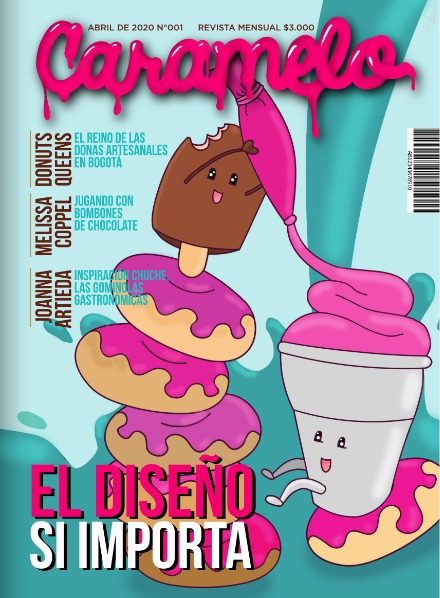 ABRIL DE 2020 N°001 REVISTA MENSUAL $3.000
Caramelo
DONUTS
QUEENS
EL REINO DE LAS
DONAS ARTESANALES
EN BOGOTÁ
MELISSA
COPPEL
JUGANDO CON
BOMBONES
DE CHOCOLATE
JOANNA
ARTIEDA
INSPIRACIÓN CHUCHE,
LAS GOMINOLAS
GASTRONOMICAS
EL DISEÑO
SI IMPORTA